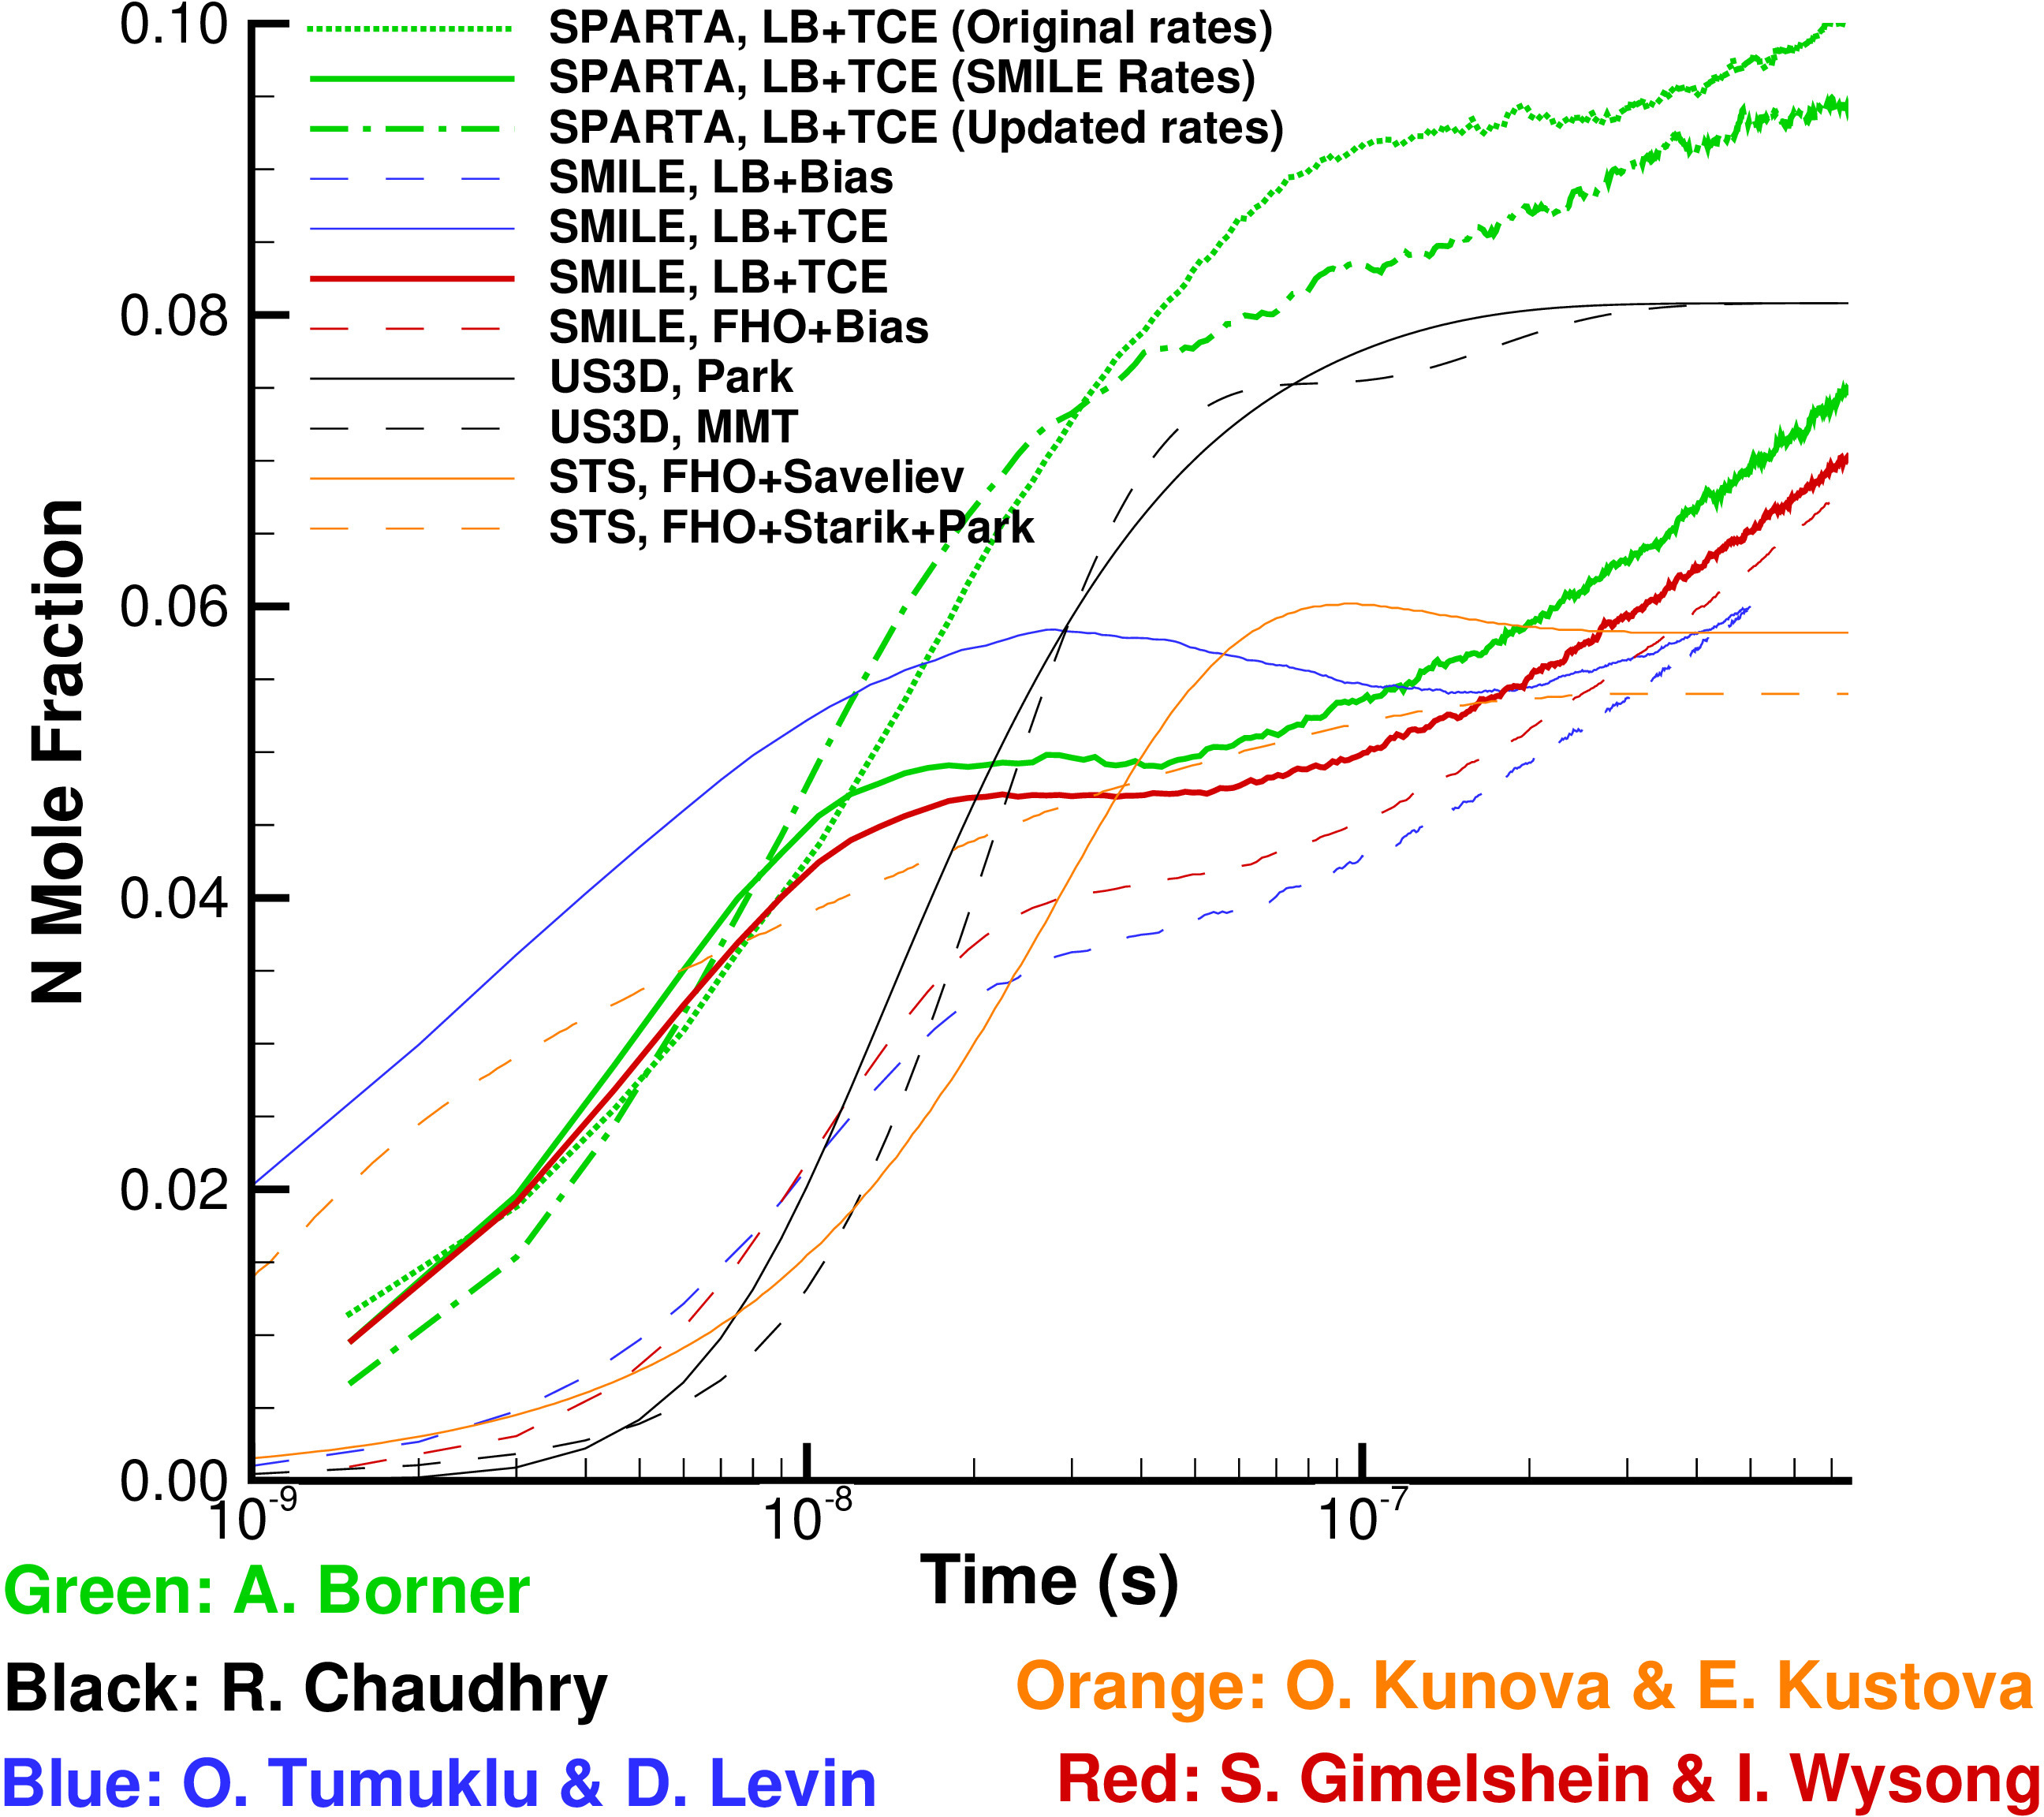 0.10
0.08
0.06
0.04
0.02
0.00
N Mole Fraction
SPARTA, LB+TCE (Original rates)
SPARTA, LB+TCE (SMILE Rates)
SPARTA, LB+TCE (Updated rates)
SMILE, LB+Bias
SMILE, LB+TCE
SMILE, LB+TCE
SMILE, FHO+Bias
US3D, Park
US3D, MMT
STS, FHO+Saveliev
STS, FHO+Starik+Park
10-9 10-8 10-7
Time (s)
Green: A. Borner
Black: R. Chaudhry
Blue: O. Tumuklu & D. Levin
Orange: O. Kunova & E. Kustova
Red: S. Gimelshein & I. Wysong